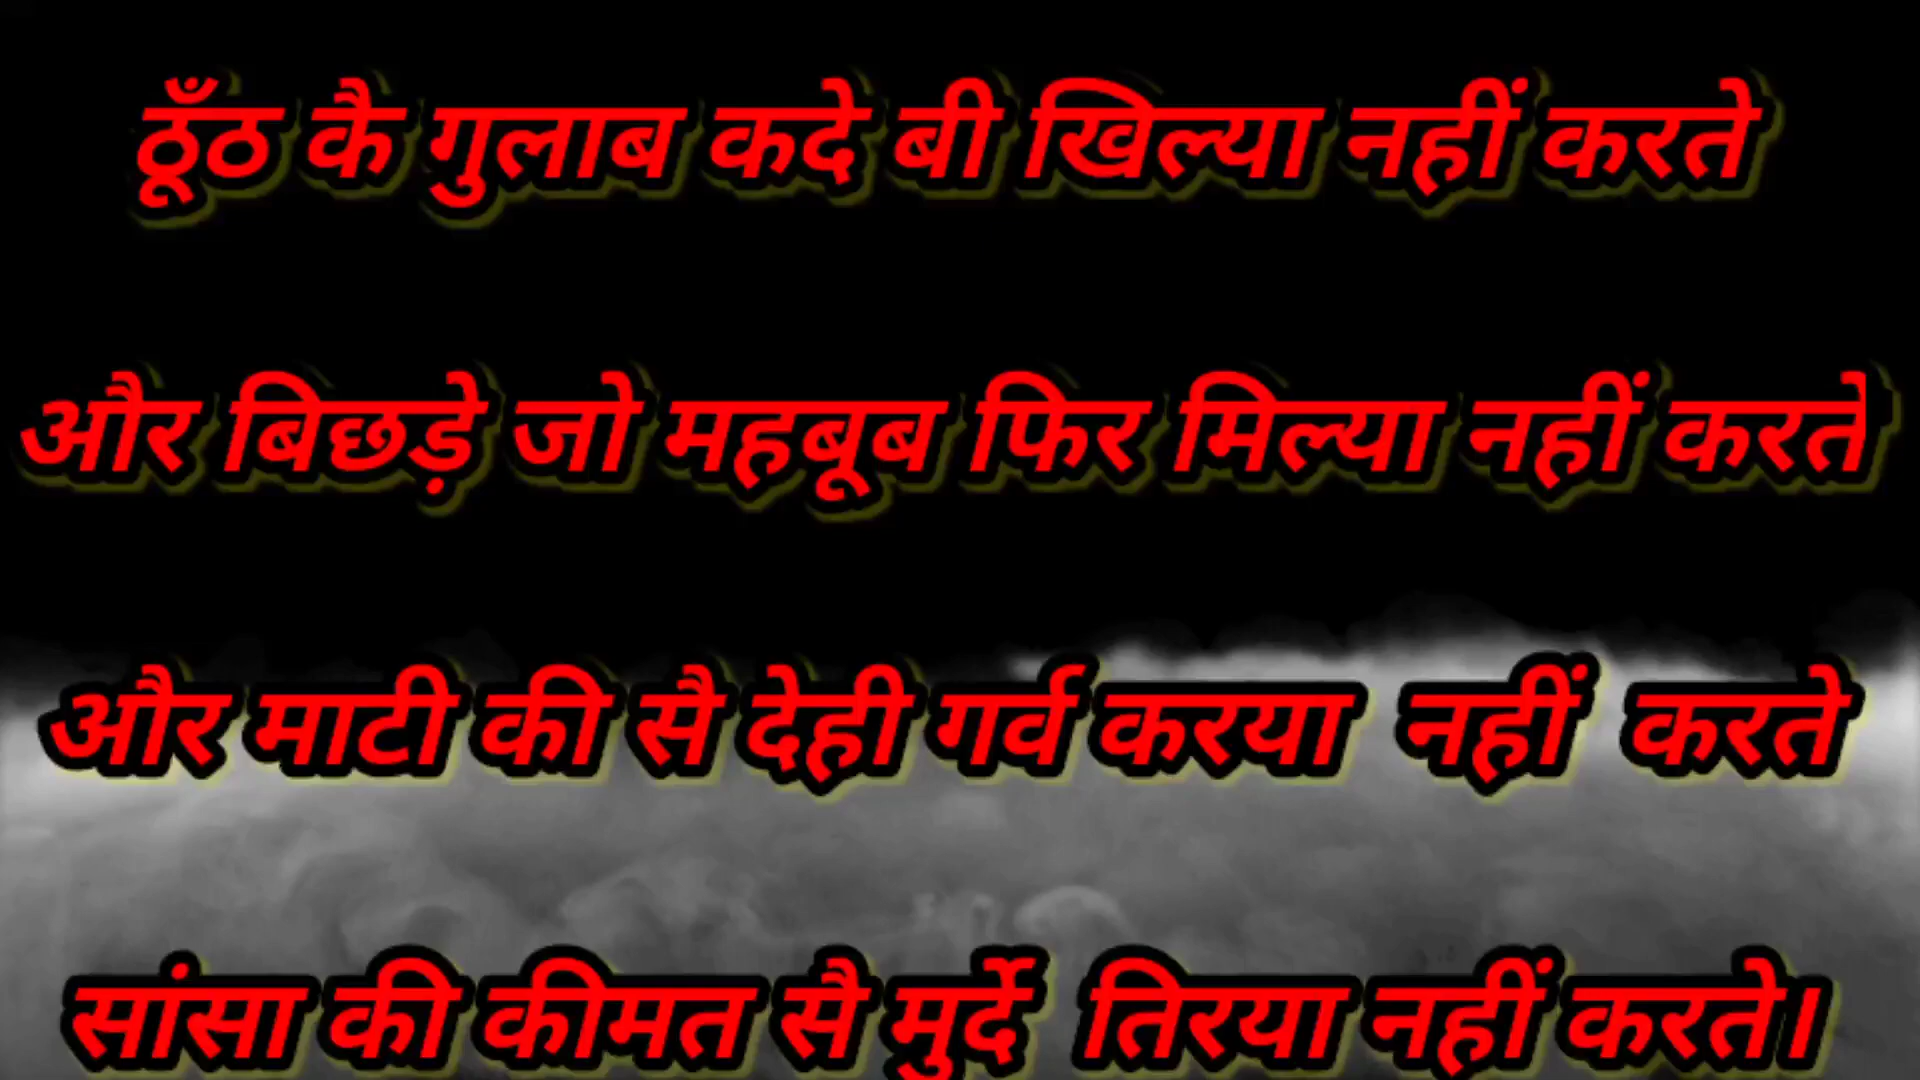 ठूँठ कै गुलाब कदे बी खिल्या नहीं करते
और बिछड़े जो महबूब फिर मिल्या नहीं करते
और माटी की सै देही गर्व करया नहीं करते
सांसा की कीमत सै मुर्दे तिरया नहीं करते।